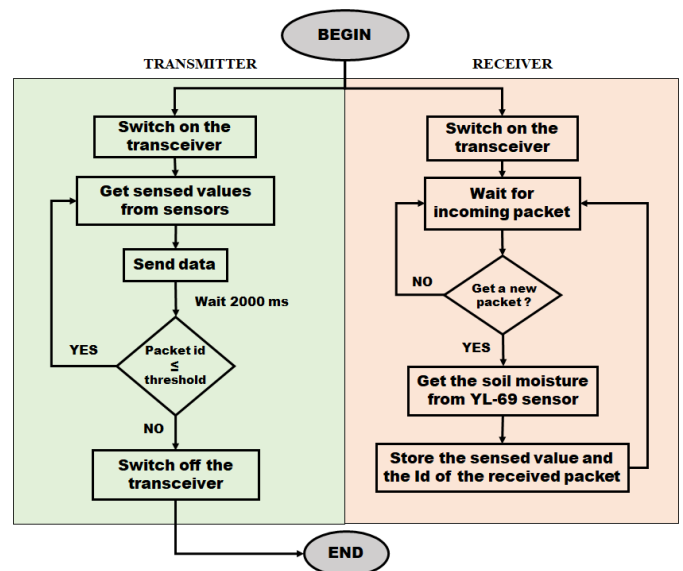 BEGIN
TRANSMITTER
RECEIVER
Switch on the
transceiver
Get sensed values
from sensors
Send data
Wait 2000 ms
YES
Packet id
≤
threshold
NO
Switch off the
transceiver
Switch on the
transceiver
Wait for
incoming packet
NO
Get a new
packet ?
YES
Get the soil moisture
from YL-69 sensor
Store the sensed value and
the Id of the received packet
END